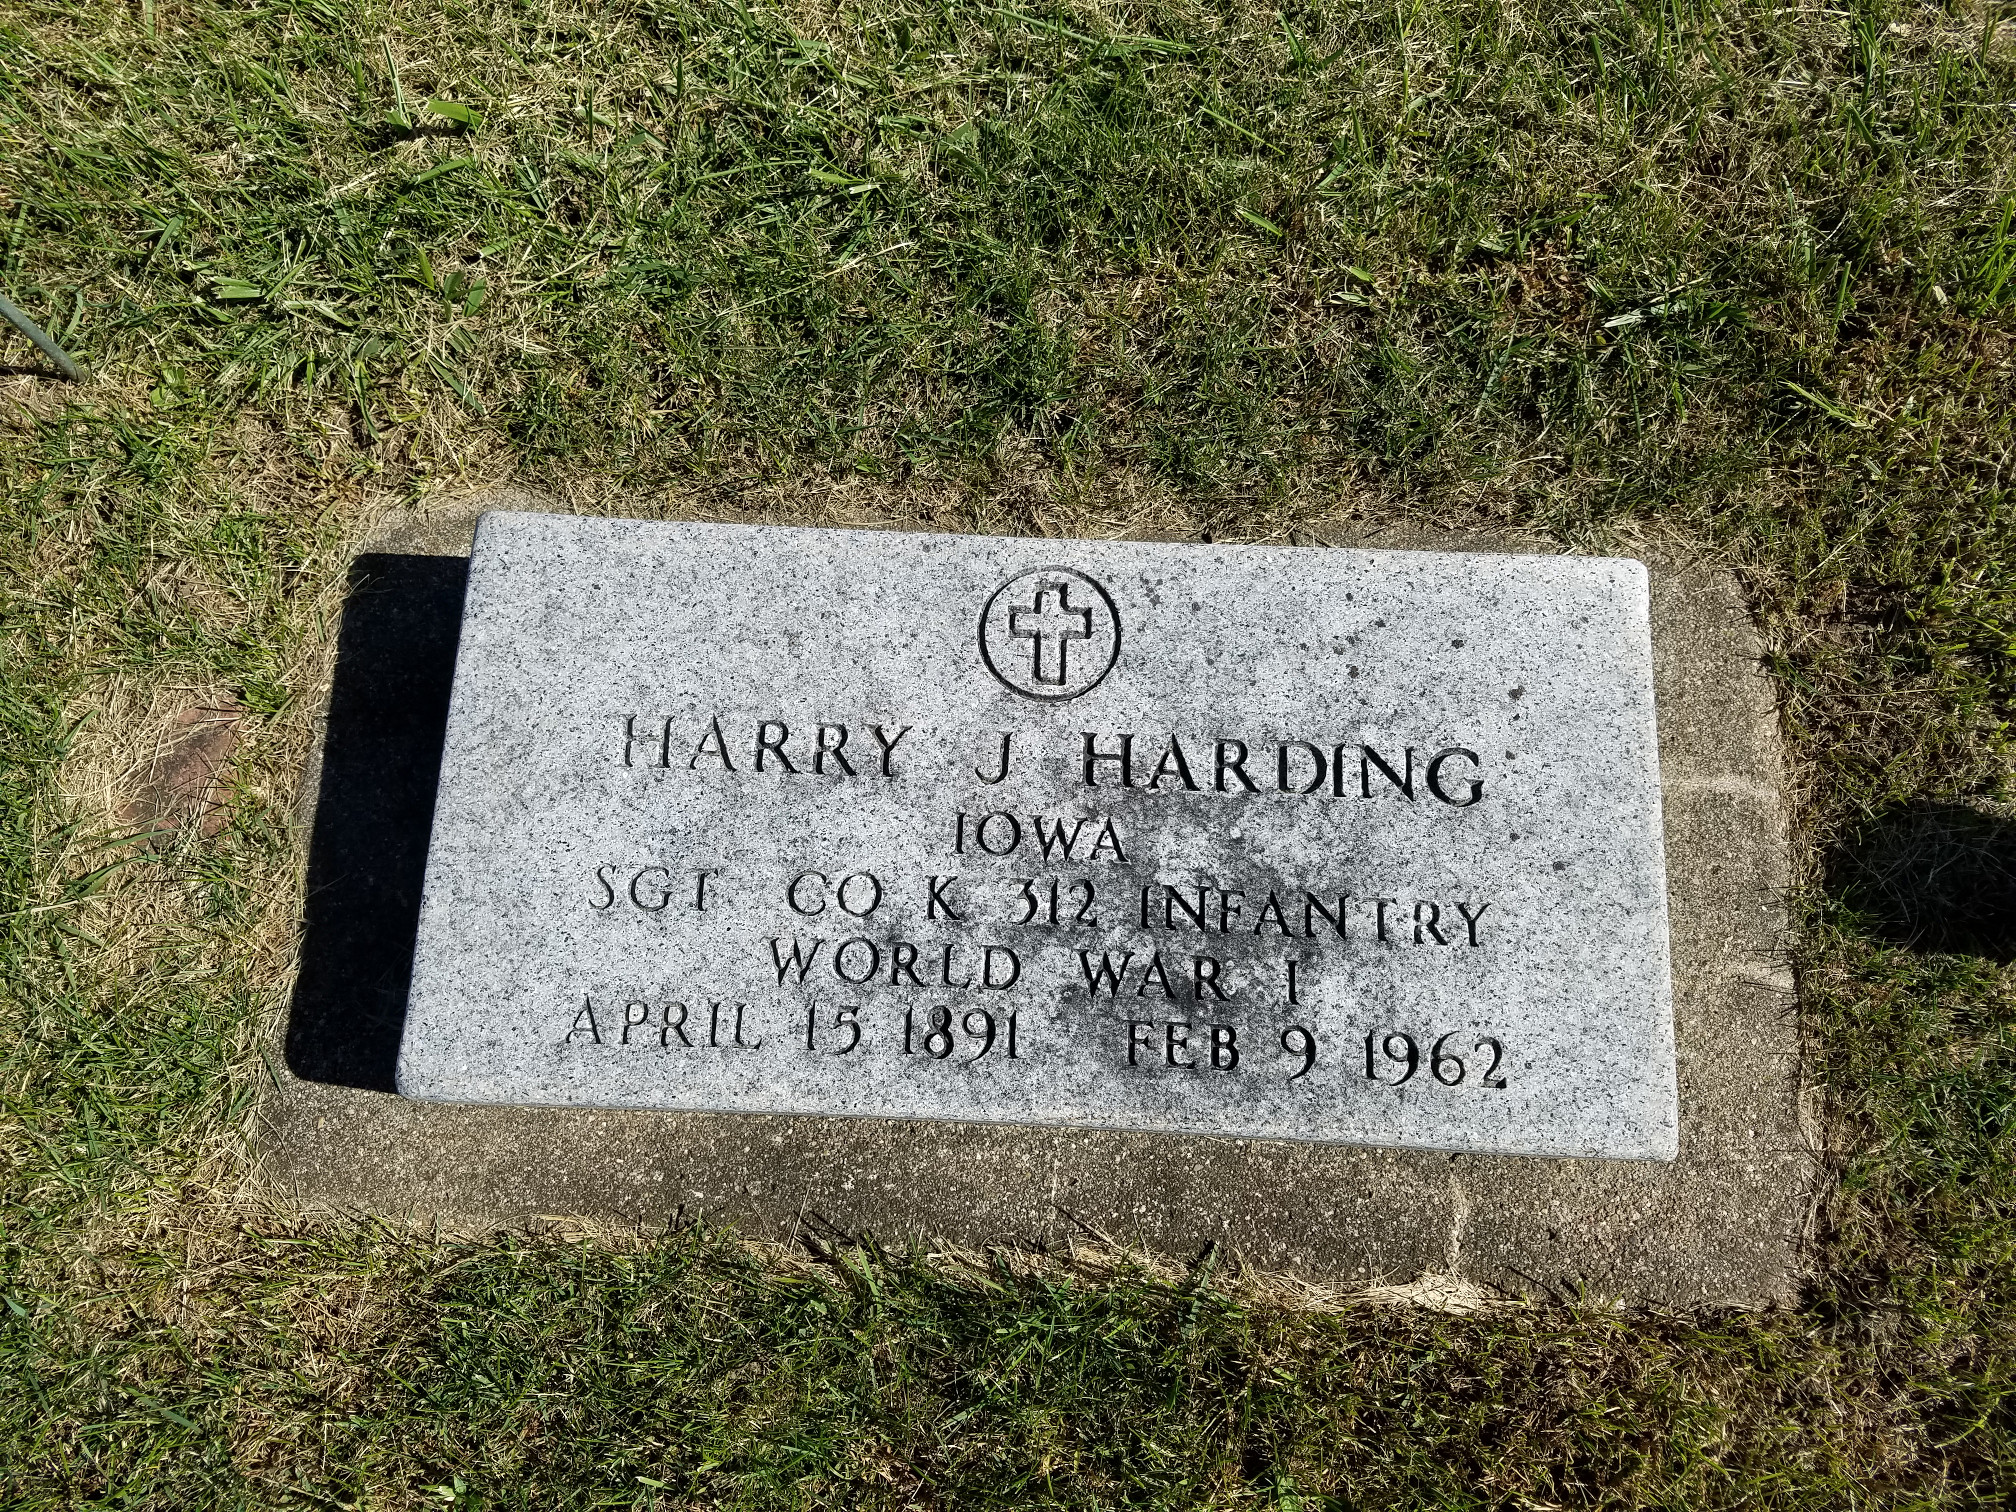 HARRY J HARDING
IOWA
SGT CO K 312 INFANTRY
WORLD WAR I
APRIL 15 1891 FEB 9 1962